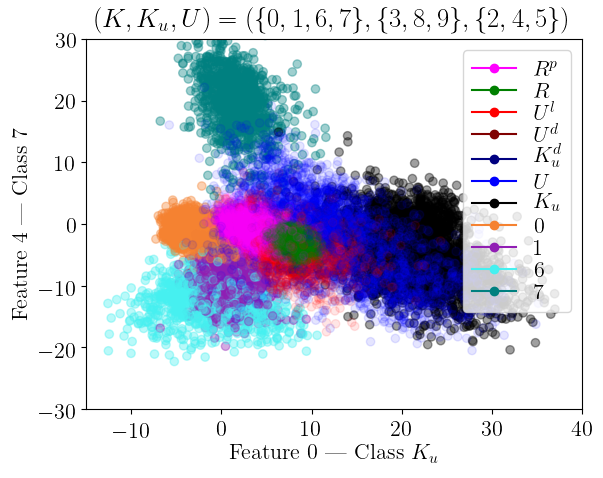 (K, K_u, U) = ({0, 1, 6, 7}, {3, 8, 9}, {2, 4, 5})
30
20
10
0
−10
−20
−30
Feature 4 — Class 7
−10
0
10
20
30
40
Feature 0 — Class K_u
R^p
R
U^l
U^d
K_u^d
U
K_u
0
1
6
7